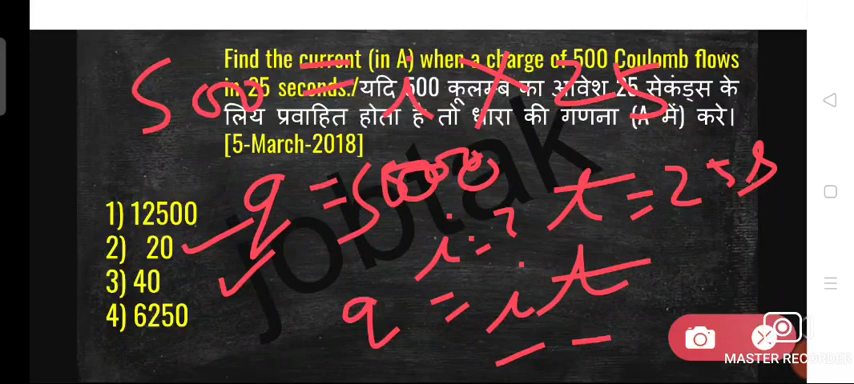 Find the current (in A) when a charge of 500 Coulomb flows
in 25 seconds./यदि 500 कूलम्ब का आवेश 25 सेकंड्स के
लिय प्रवाहित होता है तो धारा की गणना (A में) करे।
[5-March-2018]
500 = i × 25
1) 12500
2) 20
3) 40
4) 6250
q = 500
t = 25 s
i = ?
q = it
jobtak
MASTER RECORDER